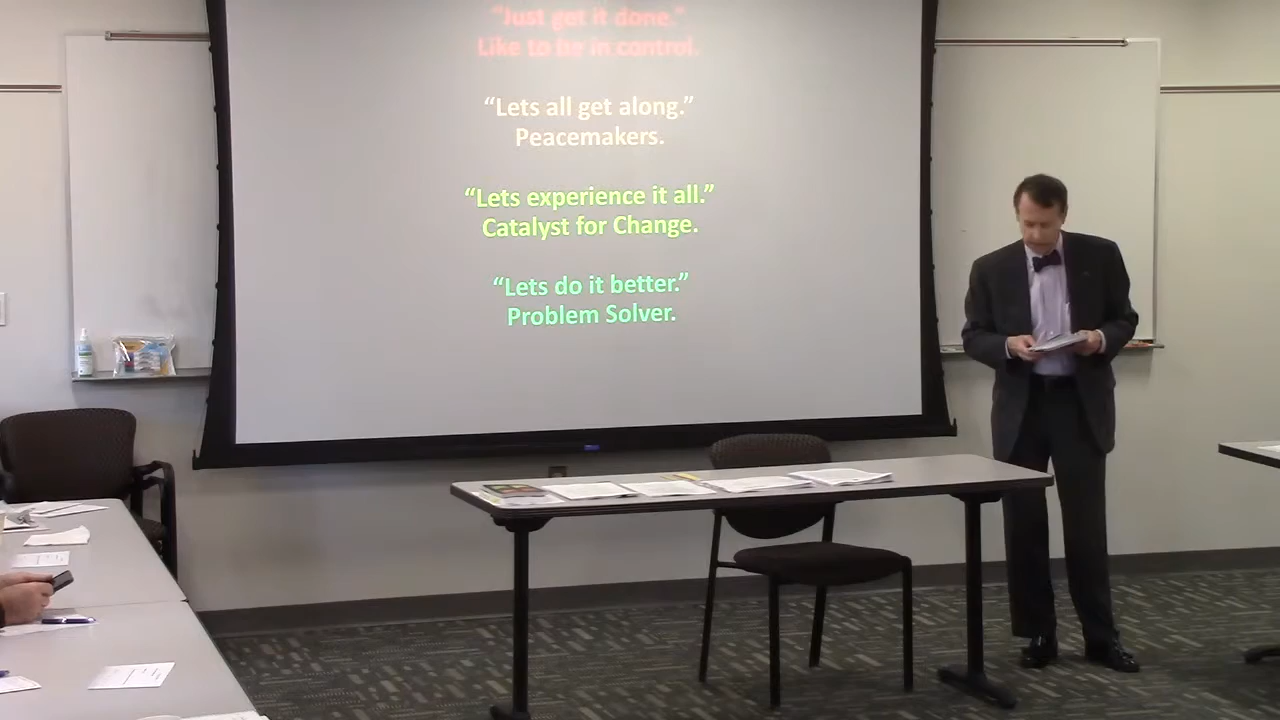 “Just get it done.”
Like to be in control.
“Lets all get along.”
Peacemakers.
“Lets experience it all.”
Catalyst for Change.
“Lets do it better.”
Problem Solver.